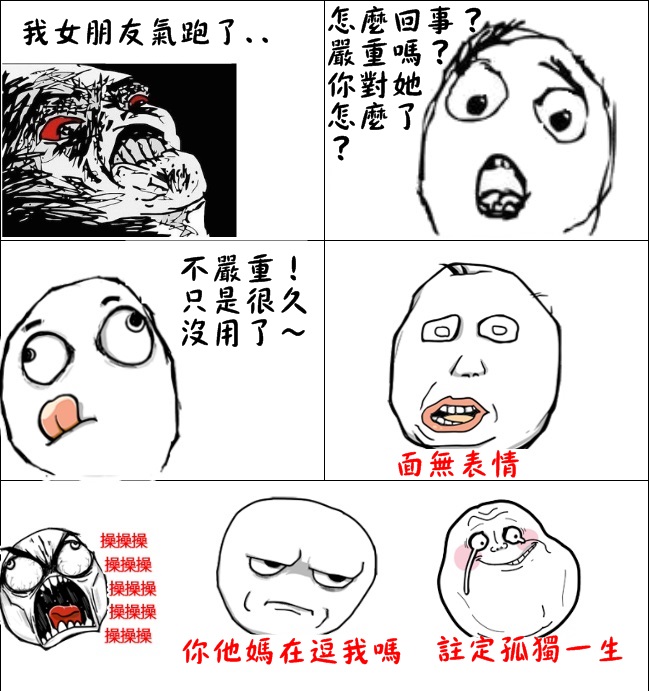 我女朋友氣跑了..
怎麼回事？
嚴重嗎？
你對她
怎麼了
？
不嚴重！
只是很久
沒用了～
面無表情
操操操
操操操
操操操
操操操
操操操
你他媽在逗我嗎
註定孤獨一生